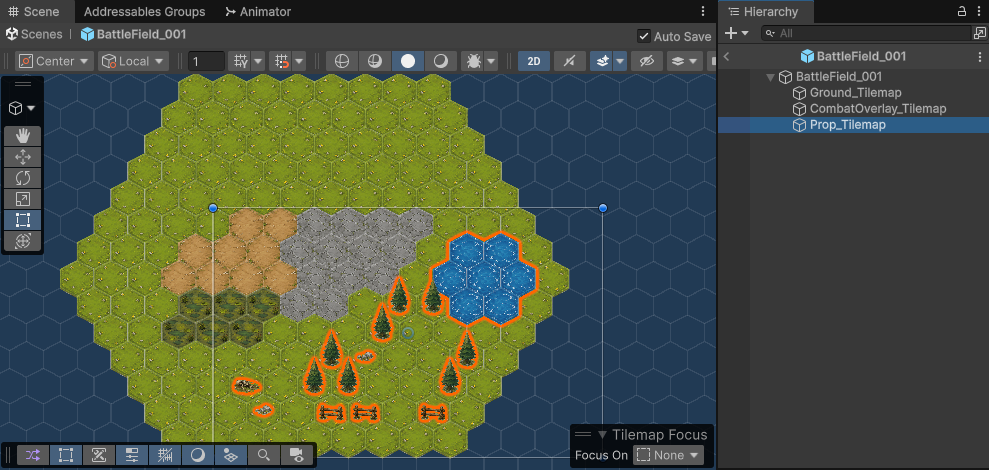 Scene Addressables Groups Animator Hierarchy
Scenes BattleField_001 Auto Save All
Center Local 1 2D BattleField_001
BattleField_001
Ground_Tilemap
CombatOverlay_Tilemap
Prop_Tilemap
Tilemap Focus
Focus On None